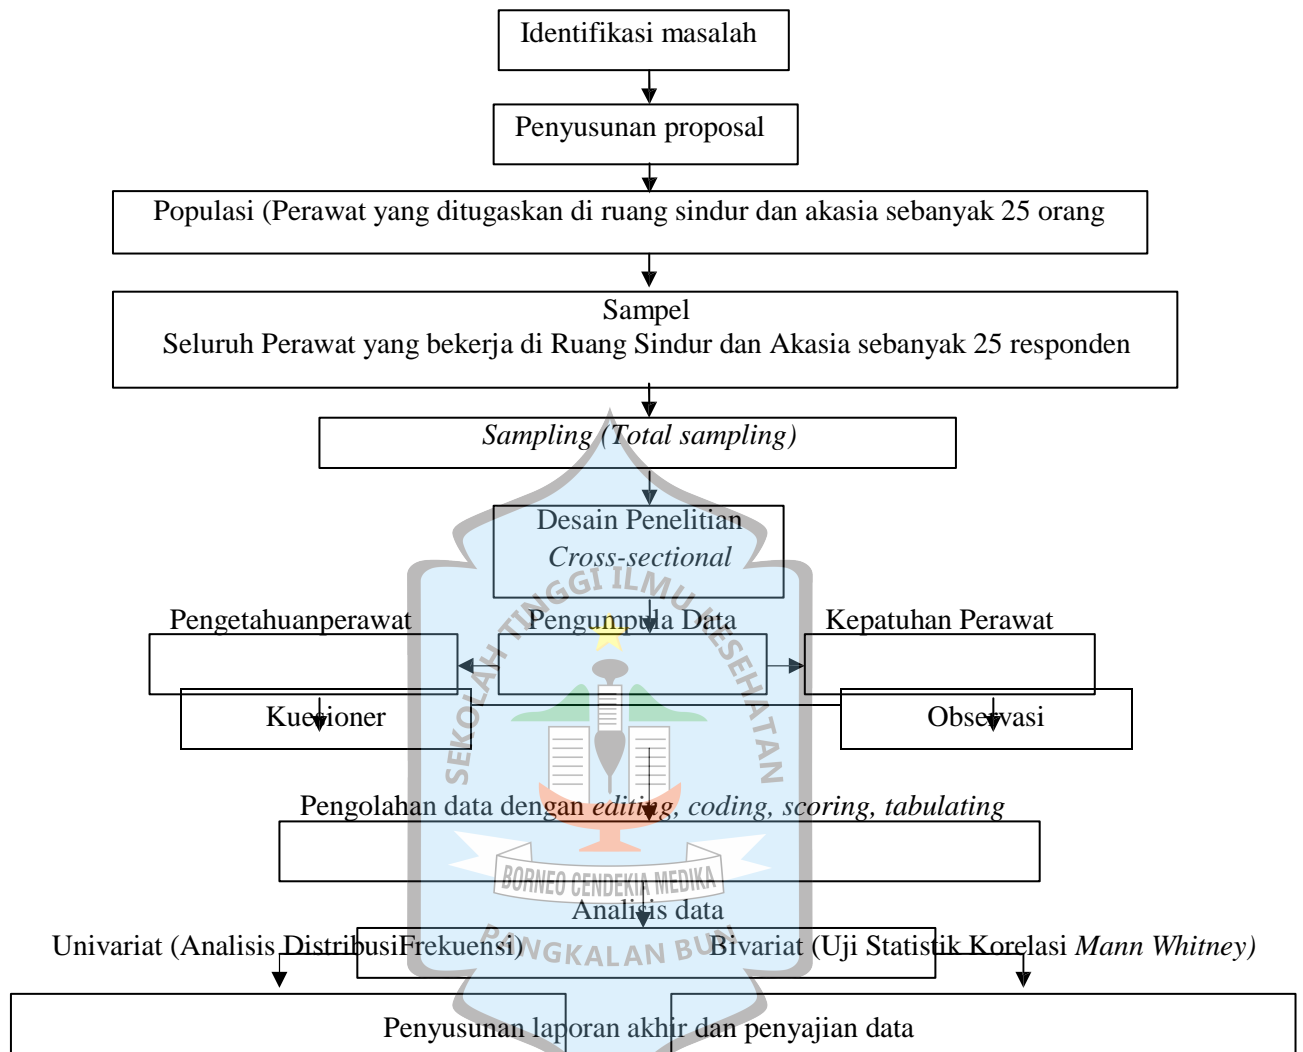 Identifikasi masalah
Penyusunan proposal
Populasi (Perawat yang ditugaskan di ruang sindur dan akasia sebanyak 25 orang
Sampel
Seluruh Perawat yang bekerja di Ruang Sindur dan Akasia sebanyak 25 responden
Sampling (Total sampling)
Desain Penelitian
Cross-sectional
Pengetahuanperawat
Pengumpula Data
Kepatuhan Perawat
Kuesioner
Observasi
Pengolahan data dengan editing, coding, scoring, tabulating
Analisis data
Univariat (Analisis DistribusiFrekuensi)
Bivariat (Uji Statistik Korelasi Mann Whitney)
Penyusunan laporan akhir dan penyajian data
SEKOLAH TINGGI ILMU KESEHATAN
BORNEO CENDEKIA MEDIKA
PANGKALAN BUN